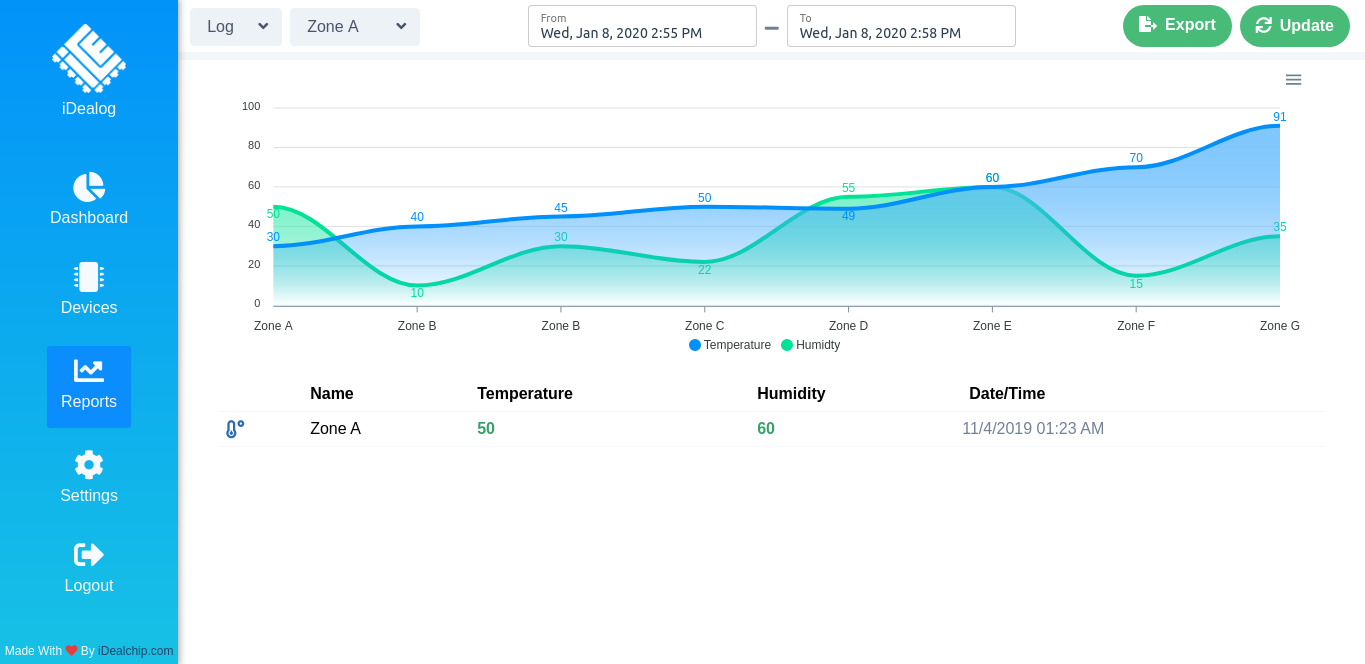 iDealog
Dashboard
Devices
Reports
Settings
Logout
Made With By iDealchip.com
Log
Zone A
From
Wed, Jan 8, 2020 2:55 PM
To
Wed, Jan 8, 2020 2:58 PM
Export
Update
100
80
60
40
20
0
50
30
40
10
45
30
50
22
55
49
60
70
15
91
35
Zone A Zone B Zone B Zone C Zone D Zone E Zone F Zone G
Temperature Humidty
Name Temperature Humidity Date/Time
Zone A 50 60 11/4/2019 01:23 AM